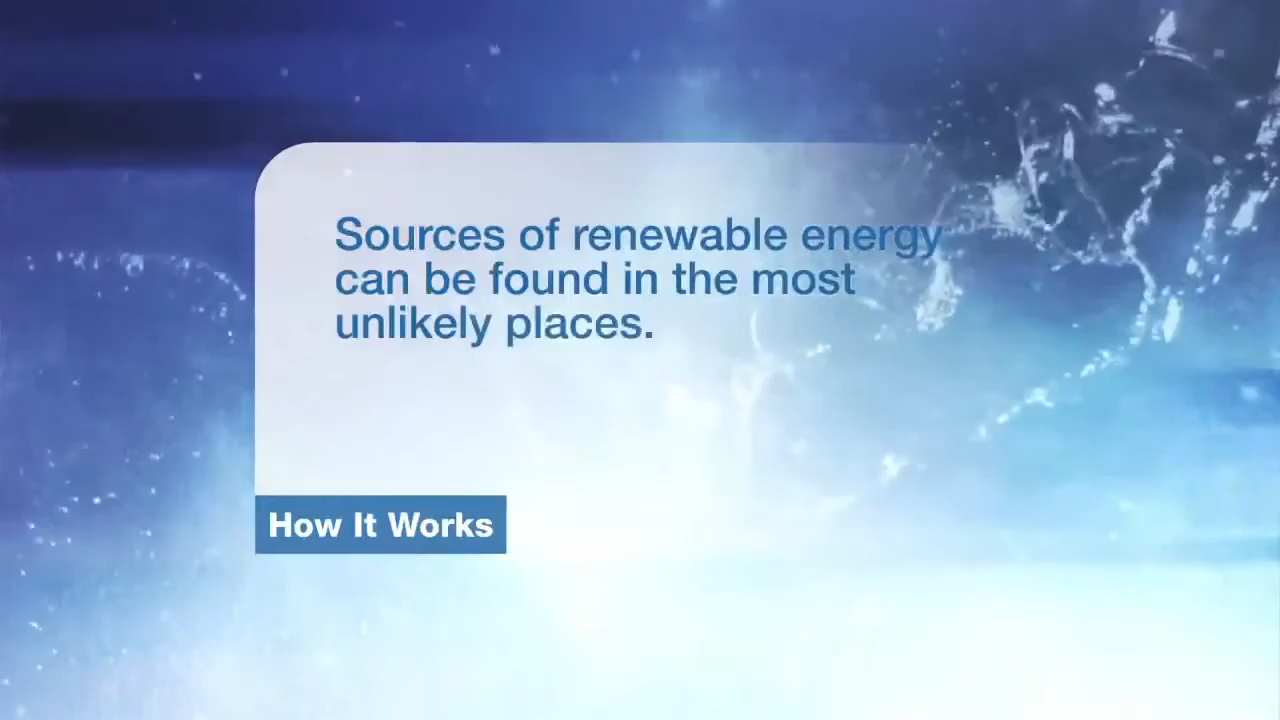 Sources of renewable energy
can be found in the most
unlikely places.
How It Works